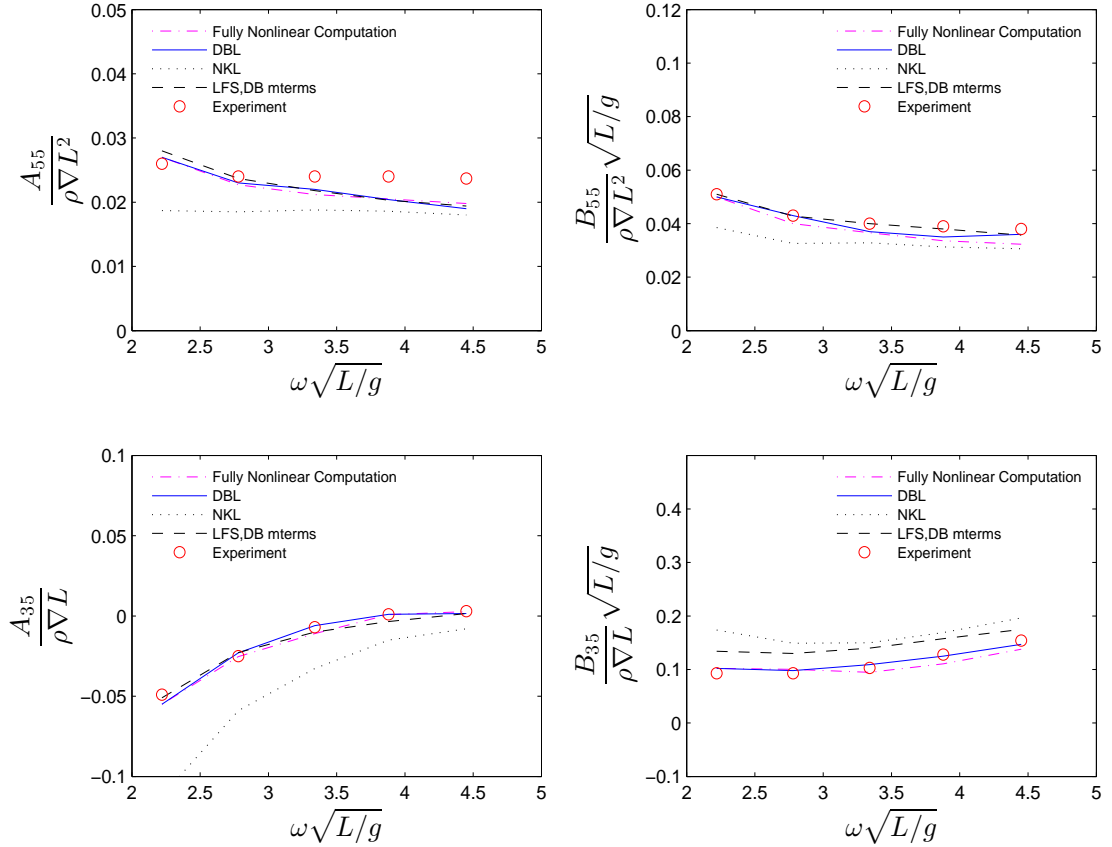 0.05
0.04
0.03
0.02
0.01
0
2 2.5 3 3.5 4 4.5 5
A₅₅/ρ∇L²
ω√L/g
Fully Nonlinear Computation
DBL
NKL
LFS,DB mterms
Experiment
0.12
0.1
0.08
0.06
0.04
0.02
0
2 2.5 3 3.5 4 4.5 5
B₅₅/ρ∇L² √L/g
ω√L/g
Fully Nonlinear Computation
DBL
NKL
LFS,DB mterms
Experiment
0.1
0.05
0
−0.05
−0.1
2 2.5 3 3.5 4 4.5 5
A₃₅/ρ∇L
ω√L/g
Fully Nonlinear Computation
DBL
NKL
LFS,DB mterms
Experiment
0.4
0.3
0.2
0.1
0
−0.1
2 2.5 3 3.5 4 4.5 5
B₃₅/ρ∇L √L/g
ω√L/g
Fully Nonlinear Computation
DBL
NKL
LFS,DB mterms
Experiment